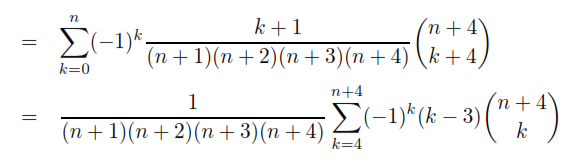 = \sum_{k=0}^{n} (-1)^k \frac{k+1}{(n+1)(n+2)(n+3)(n+4)} \binom{n+4}{k+4}
= \frac{1}{(n+1)(n+2)(n+3)(n+4)} \sum_{k=4}^{n+4} (-1)^k (k-3) \binom{n+4}{k}